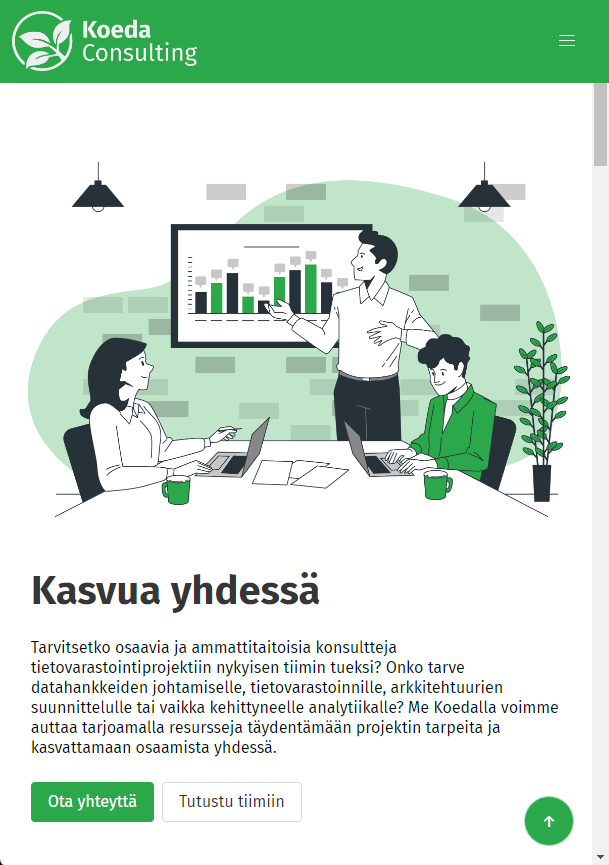 Koeda
Consulting
Kasvua yhdessä
Tarvitsetko osaavia ja ammattitaitoisia konsultteja
tietovarastointiprojektiin nykyisen tiimin tueksi? Onko tarve
datahankkeiden johtamiselle, tietovarastoinnille, arkkitehtuurien
suunnittelulle tai vaikka kehittyneelle analytiikalle? Me Koedalla voimme
auttaa tarjoamalla resursseja täydentämään projektin tarpeita ja
kasvattamaan osaamista yhdessä.
Ota yhteyttä
Tutustu tiimiin